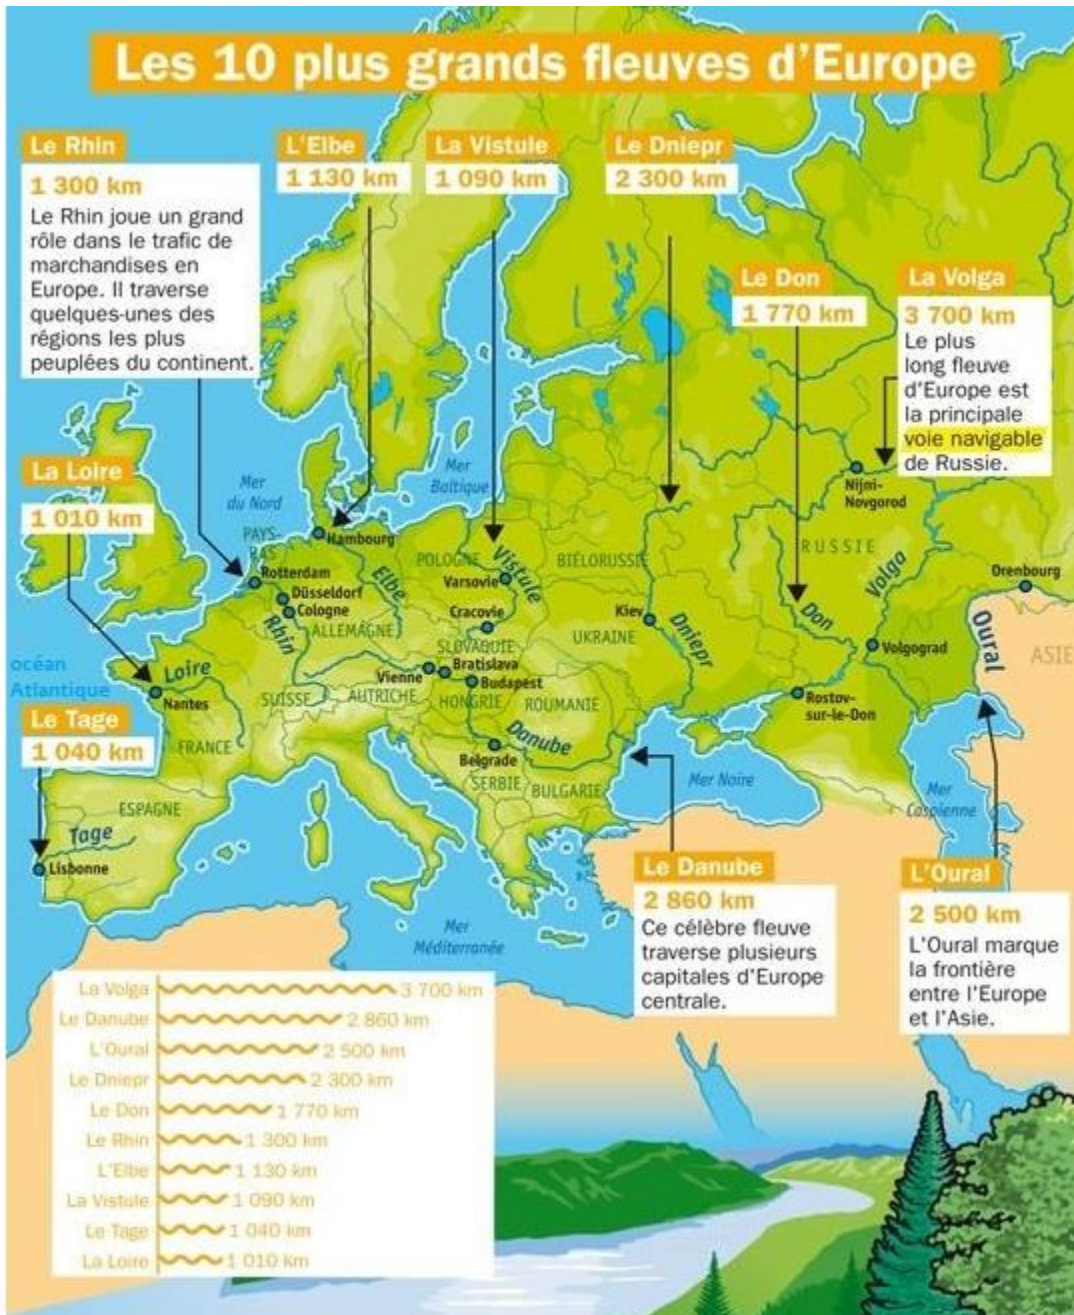 Les 10 plus grands fleuves d'Europe
Le Rhin
1 300 km
Le Rhin joue un grand
rôle dans le trafic de
marchandises en
Europe. Il traverse
quelques-unes des
régions les plus
peuplées du continent.
L'Elbe
1 130 km
La Vistule
1 090 km
Le Dniepr
2 300 km
Le Don
1 770 km
La Volga
3 700 km
Le plus
long fleuve
d'Europe est
la principale
voie navigable
de Russie.
La Loire
1 010 km
Mer
du Nord
Mer
Baltique
Nijni-
Novgorod
PAYS-
BAS
Hambourg
POLOGNE
Vistule
BIÉLORUSSIE
RUSSIE
Volga
Rotterdam
Elbe
Varsovie
Orenbourg
Düsseldorf
Cologne
Rhin
ALLEMAGNE
Cracovie
Kiev
Dniepr
Don
Oural
UKRAINE
SLOVAQUIE
Volgograd
ASIE
océan
Atlantique
Loire
Nantes
Vienne
Bratislava
Budapest
SUISSE
AUTRICHE
HONGRIE
ROUMANIE
Rostov-
sur-le-Don
Le Tage
1 040 km
FRANCE
Danube
Belgrade
SERBIE
BULGARIE
Mer Noire
Mer
Caspienne
ESPAGNE
Tage
Lisbonne
Le Danube
2 860 km
Ce célèbre fleuve
traverse plusieurs
capitales d'Europe
centrale.
L'Oural
2 500 km
L'Oural marque
la frontière
entre l'Europe
et l'Asie.
Mer
Méditerranée
La Volga 3 700 km
Le Danube 2 860 km
L'Oural 2 500 km
Le Dniepr 2 300 km
Le Don 1 770 km
Le Rhin 1 300 km
L'Elbe 1 130 km
La Vistule 1 090 km
Le Tage 1 040 km
La Loire 1 010 km